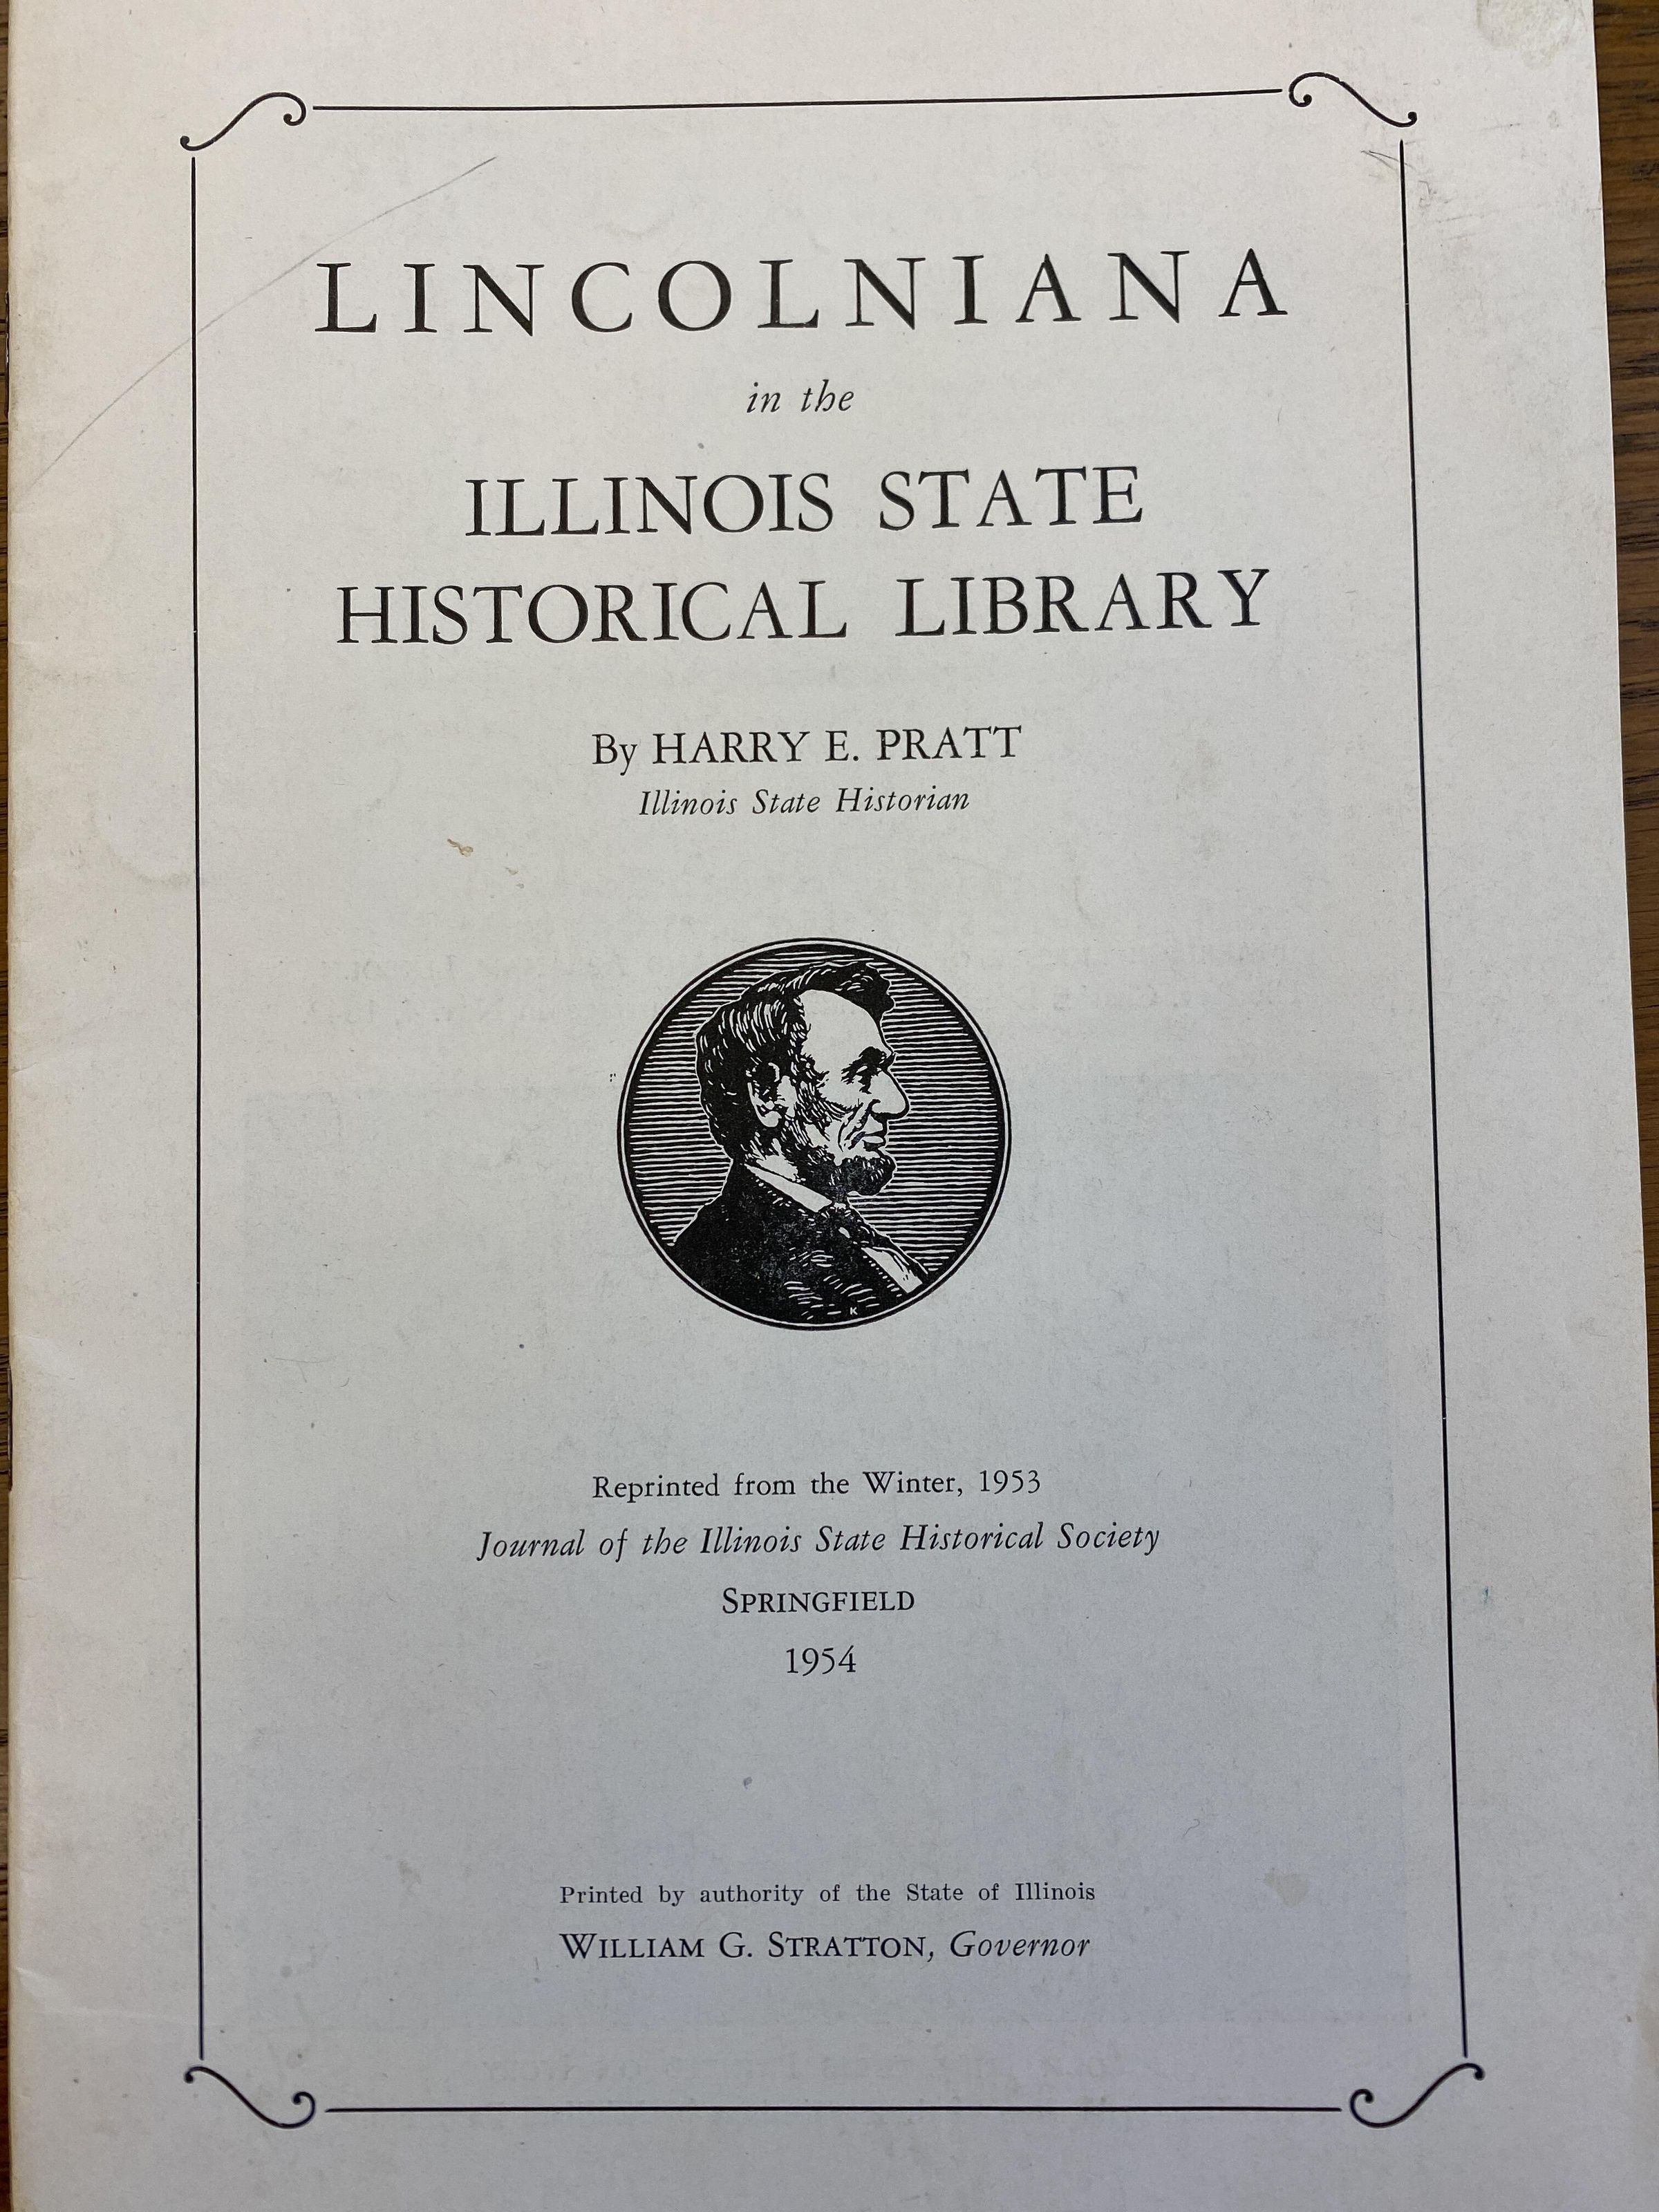 LINCOLNIANA
in the
ILLINOIS STATE
HISTORICAL LIBRARY
By HARRY E. PRATT
Illinois State Historian
K
Reprinted from the Winter, 1953
Journal of the Illinois State Historical Society
SPRINGFIELD
1954
Printed by authority of the State of Illinois
WILLIAM G. STRATTON, Governor